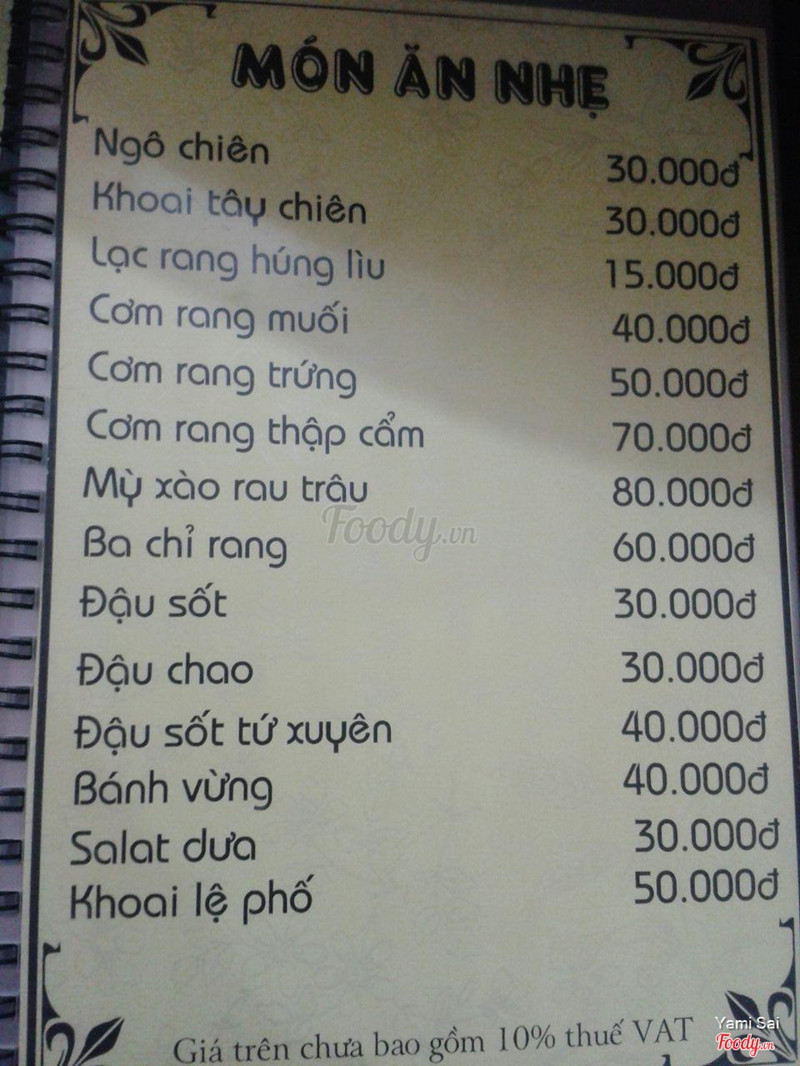 MÓN ĂN NHẸ
Ngô chiên 30.000đ
Khoai tây chiên 30.000đ
Lạc rang húng lìu 15.000đ
Cơm rang muối 40.000đ
Cơm rang trứng 50.000đ
Cơm rang thập cẩm 70.000đ
Mỳ xào rau trâu 80.000đ
Ba chỉ rang 60.000đ
Đậu sốt 30.000đ
Đậu chao 30.000đ
Đậu sốt tứ xuyên 40.000đ
Bánh vừng 40.000đ
Salat dưa 30.000đ
Khoai lệ phố 50.000đ
Giá trên chưa bao gồm 10% thuế VAT
Foody.vn
Yami Sai
Foody.vn